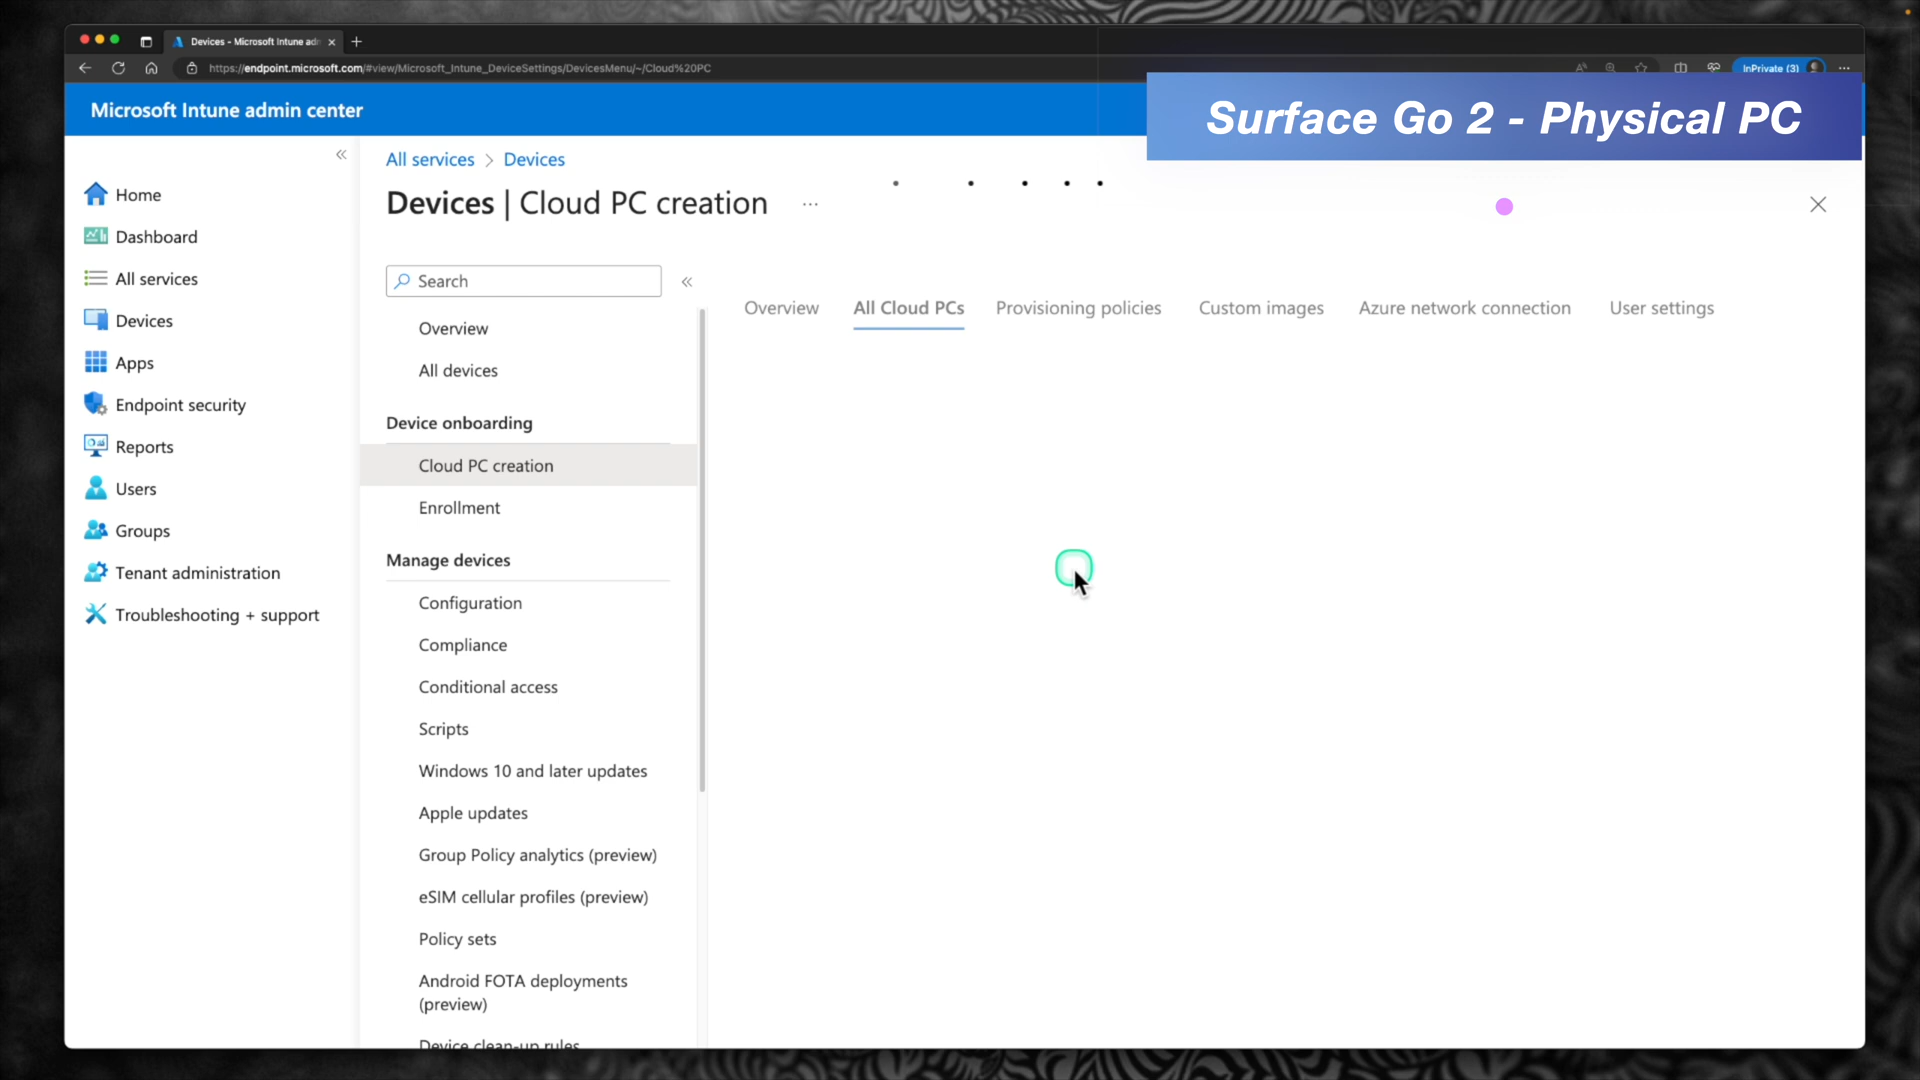 Devices - Microsoft Intune adm
https://endpoint.microsoft.com/#view/Microsoft_Intune_DeviceSettings/DevicesMenu/~/Cloud%20PC
InPrivate (3)
Microsoft Intune admin center
Surface Go 2 - Physical PC
All services > Devices
Devices | Cloud PC creation
Home
Dashboard
All services
Devices
Apps
Endpoint security
Reports
Users
Groups
Tenant administration
Troubleshooting + support
Search
Overview
All devices
Device onboarding
Cloud PC creation
Enrollment
Manage devices
Configuration
Compliance
Conditional access
Scripts
Windows 10 and later updates
Apple updates
Group Policy analytics (preview)
eSIM cellular profiles (preview)
Policy sets
Android FOTA deployments
(preview)
Device clean-up rules
Overview
All Cloud PCs
Provisioning policies
Custom images
Azure network connection
User settings